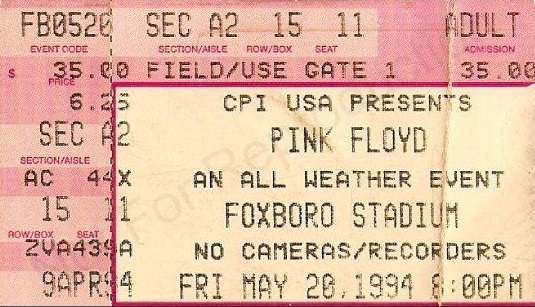 FB0520 SEC A2 15 11 ADULT
EVENT CODE SECTION/AISLE ROW/BOX SEAT ADMISSION
$ 35.00 FIELD/USE GATE 1 35.00
PRICE
6.25 CPI USA PRESENTS
SEC A2 PINK FLOYD
SECTION/AISLE
AC 44X AN ALL WEATHER EVENT
15 11 FOXBORO STADIUM
ROW/BOX SEAT
ZVA439A NO CAMERAS/RECORDERS
9APR94 FRI MAY 20,1994 8:00PM